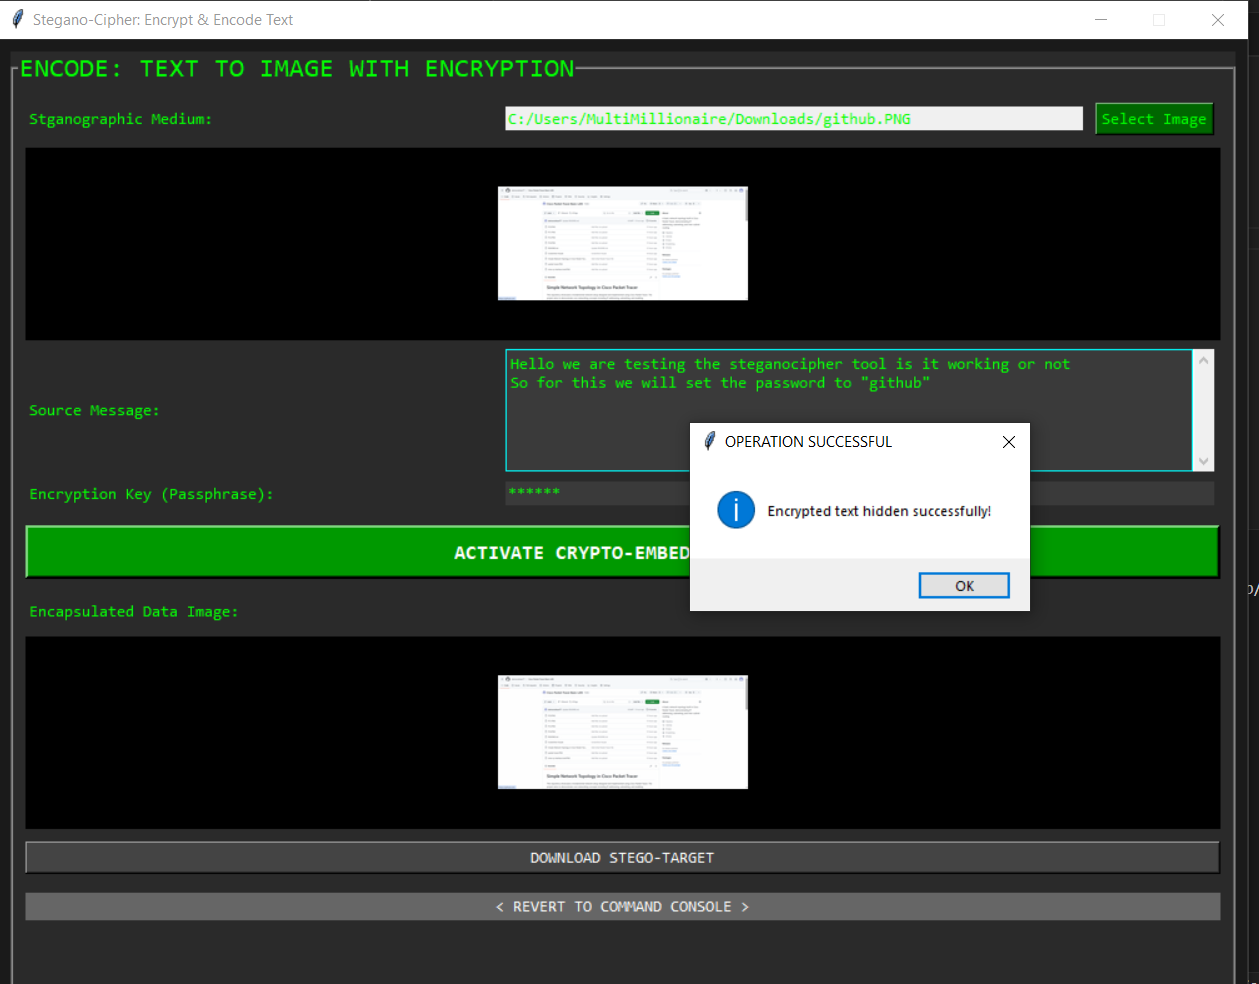 Stegano-Cipher: Encrypt & Encode Text
ENCODE: TEXT TO IMAGE WITH ENCRYPTION
Stganographic Medium:
C:/Users/MultiMillionaire/Downloads/github.PNG
Select Image
Simple Network Topology in Cisco Packet Tracer
Source Message:
Hello we are testing the steganocipher tool is it working or not
So for this we will set the password to "github"
OPERATION SUCCESSFUL
Encrypted text hidden successfully!
OK
Encryption Key (Passphrase):
******
ACTIVATE CRYPTO-EMBED
Encapsulated Data Image:
Simple Network Topology in Cisco Packet Tracer
DOWNLOAD STEGO-TARGET
< REVERT TO COMMAND CONSOLE >